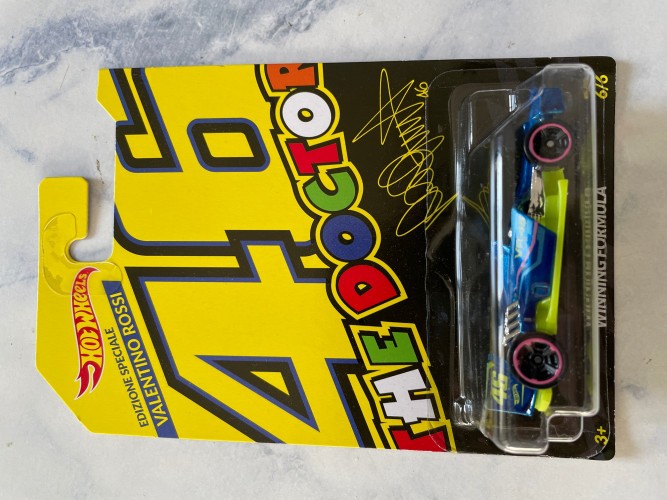 HOT WHEELS
EDIZIONE SPECIALE
VALENTINO ROSSI
46
THE DOCTOR
46
WINNING FORMULA
3+
6/6